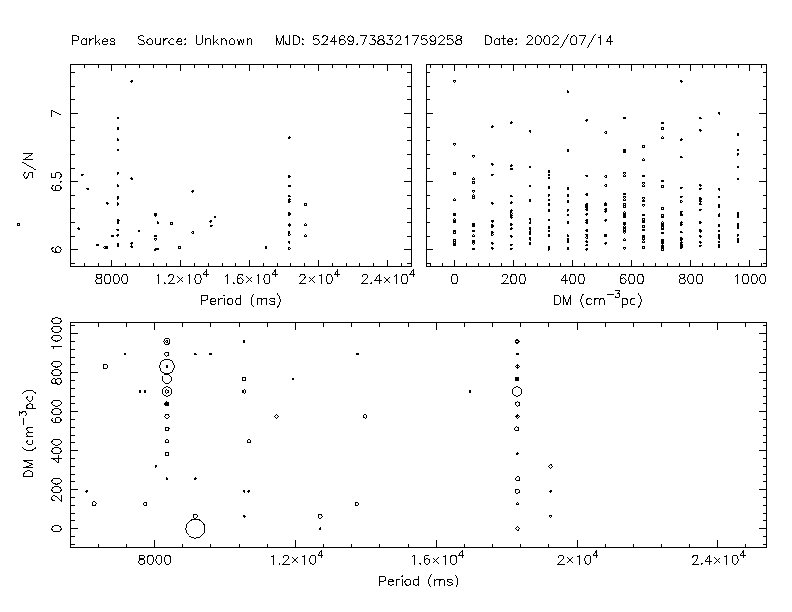 Parkes Source: Unknown MJD: 52469.738321759258 Date: 2002/07/14
7
6.5
6
S/N
8000 1.2×10⁴ 1.6×10⁴ 2×10⁴ 2.4×10⁴
Period (ms)
0 200 400 600 800 1000
DM (cm⁻³pc)
1000
800
600
400
200
0
DM (cm⁻³pc)
8000 1.2×10⁴ 1.6×10⁴ 2×10⁴ 2.4×10⁴
Period (ms)